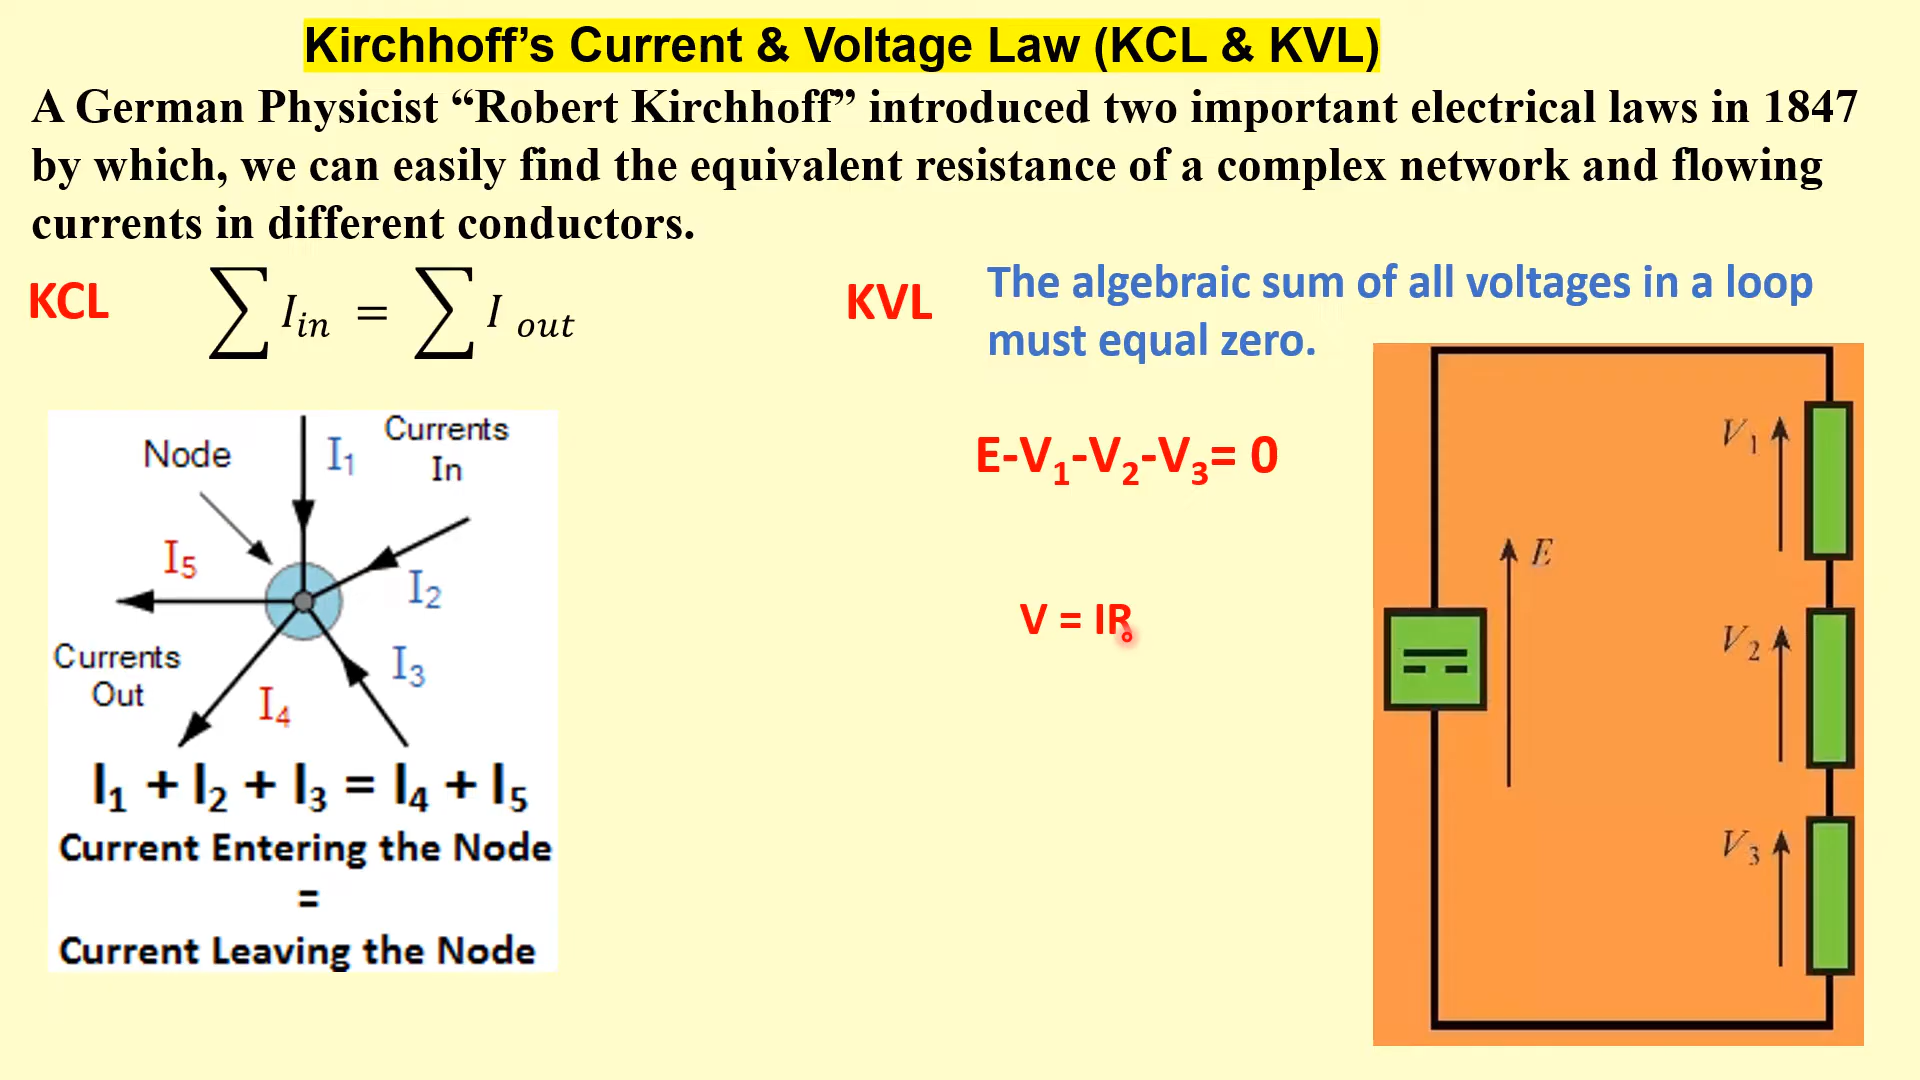 Kirchhoff’s Current & Voltage Law (KCL & KVL)
A German Physicist “Robert Kirchhoff” introduced two important electrical laws in 1847
by which, we can easily find the equivalent resistance of a complex network and flowing
currents in different conductors.
KCL
∑ I_in = ∑ I_out
Node
I₁
Currents
In
I₅
I₂
Currents
Out
I₃
I₄
I₁ + I₂ + I₃ = I₄ + I₅
Current Entering the Node
=
Current Leaving the Node
KVL
The algebraic sum of all voltages in a loop
must equal zero.
E-V₁-V₂-V₃= 0
V = IR
V₁
E
V₂
V₃